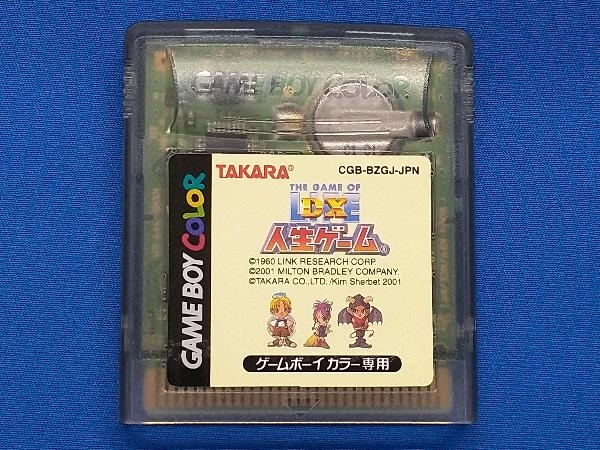 GAME BOY COLOR
GAME BOY COLOR
TAKARA®
CGB-BZGJ-JPN
THE GAME OF
LIFE
DX
人生ゲーム®
©1960 LINK RESEARCH CORP.
©2001 MILTON BRADLEY COMPANY.
©TAKARA CO.,LTD./Kim Sherbet 2001
ゲームボーイカラー専用